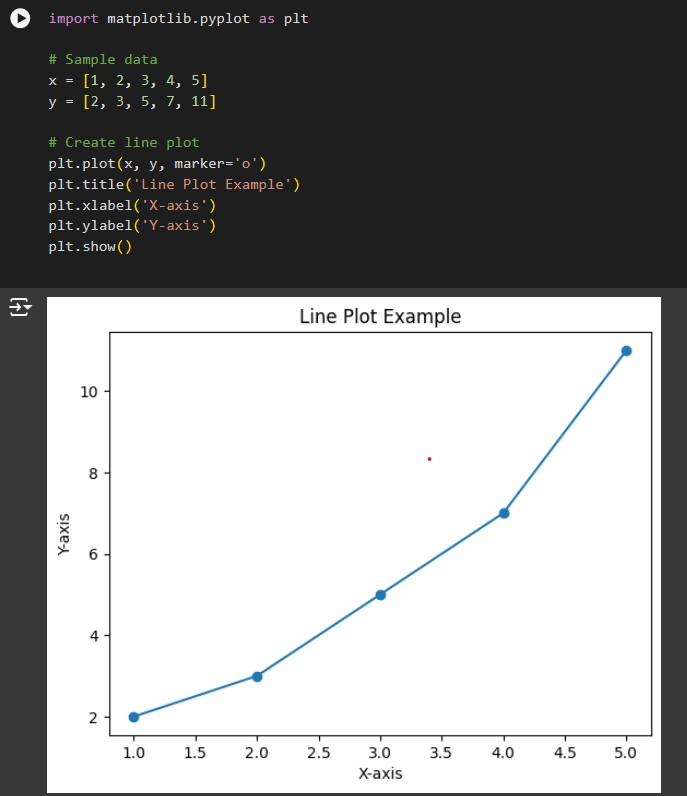 import matplotlib.pyplot as plt
# Sample data
x = [1, 2, 3, 4, 5]
y = [2, 3, 5, 7, 11]
# Create line plot
plt.plot(x, y, marker='o')
plt.title('Line Plot Example')
plt.xlabel('X-axis')
plt.ylabel('Y-axis')
plt.show()
Line Plot Example
10
8
6
4
2
Y-axis
1.0 1.5 2.0 2.5 3.0 3.5 4.0 4.5 5.0
X-axis